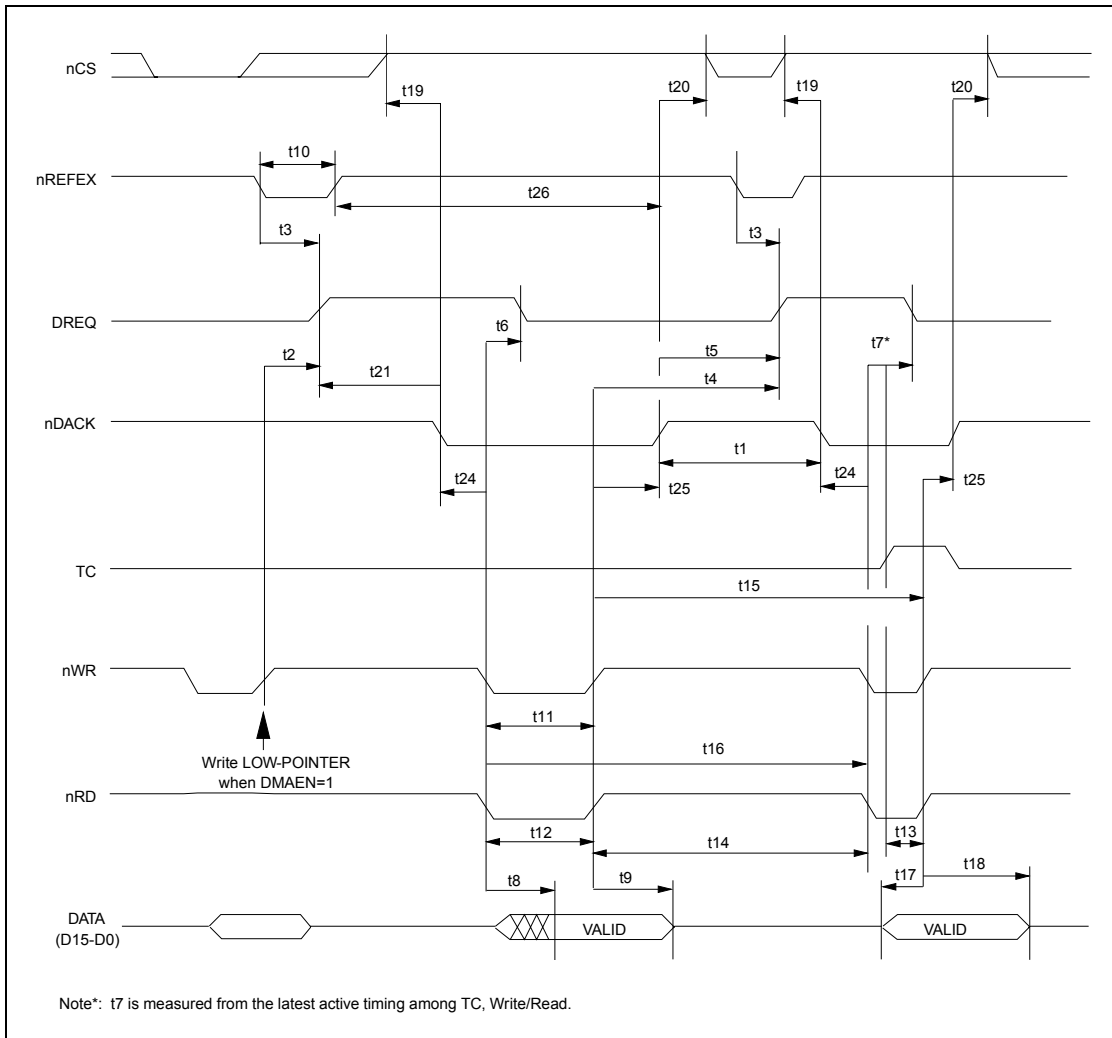 nCS
t19
t20
t19
t20
t10
nREFEX
t26
t3
t3
DREQ
t6
t7*
t2
t5
t21
t4
nDACK
t1
t24
t25
t24
t25
TC
t15
nWR
t11
Write LOW-POINTER
when DMAEN=1
t16
nRD
t12
t14
t13
t8
t9
t17
t18
DATA
(D15-D0)
VALID
VALID
Note*: t7 is measured from the latest active timing among TC, Write/Read.